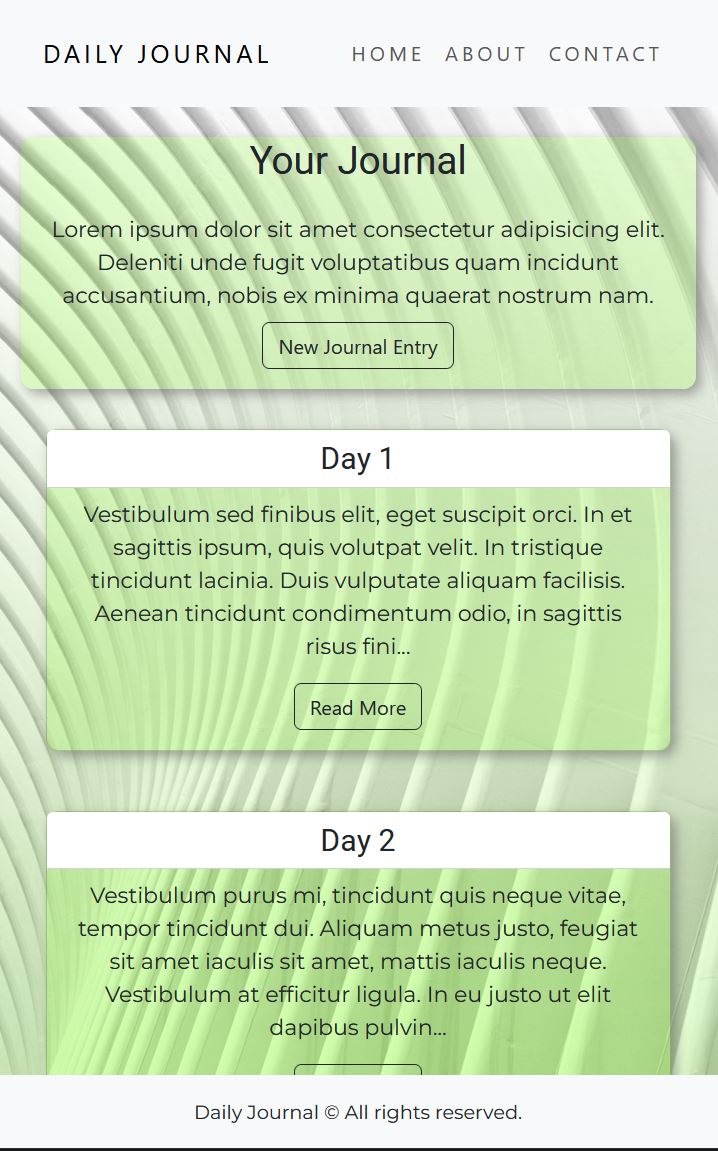 DAILY JOURNAL
HOME ABOUT CONTACT
Your Journal
Lorem ipsum dolor sit amet consectetur adipisicing elit.
Deleniti unde fugit voluptatibus quam incidunt
accusantium, nobis ex minima quaerat nostrum nam.
New Journal Entry
Day 1
Vestibulum sed finibus elit, eget suscipit orci. In et
sagittis ipsum, quis volutpat velit. In tristique
tincidunt lacinia. Duis vulputate aliquam facilisis.
Aenean tincidunt condimentum odio, in sagittis
risus fini...
Read More
Day 2
Vestibulum purus mi, tincidunt quis neque vitae,
tempor tincidunt dui. Aliquam metus justo, feugiat
sit amet iaculis sit amet, mattis iaculis neque.
Vestibulum at efficitur ligula. In eu justo ut elit
dapibus pulvin...
Daily Journal © All rights reserved.